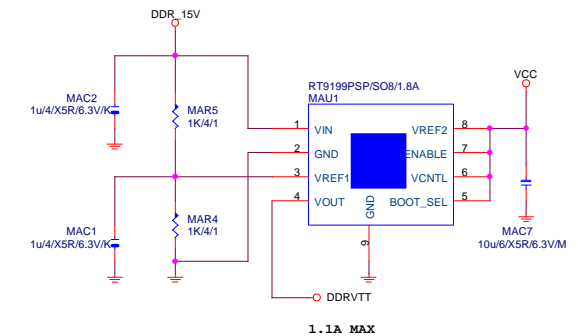 DDR_15V
RT9199PSP/SO8/1.8A
MAU1
VCC
MAC2
1u/4/X5R/6.3V/K
MAR5
1K/4/1
1 VIN VREF2 8
2 GND ENABLE 7
3 VREF1 VCNTL 6
4 VOUT BOOT_SEL 5
GND
9
MAC1
1u/4/X5R/6.3V/K
MAR4
1K/4/1
MAC7
10u/6/X5R/6.3V/M
DDRVTT
1.1A MAX